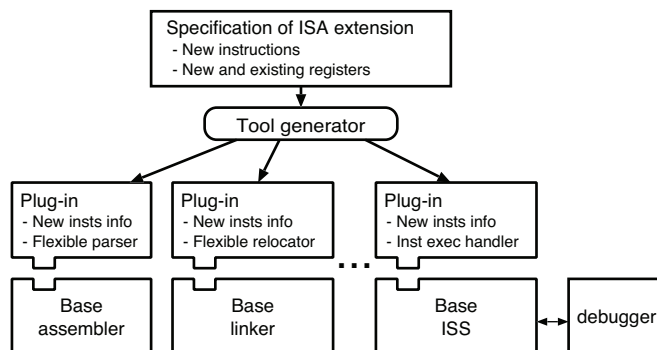 Specification of ISA extension
- New instructions
- New and existing registers
Tool generator
Plug-in
- New insts info
- Flexible parser
Plug-in
- New insts info
- Flexible relocator
...
Plug-in
- New insts info
- Inst exec handler
Base
assembler
Base
linker
Base
ISS
debugger